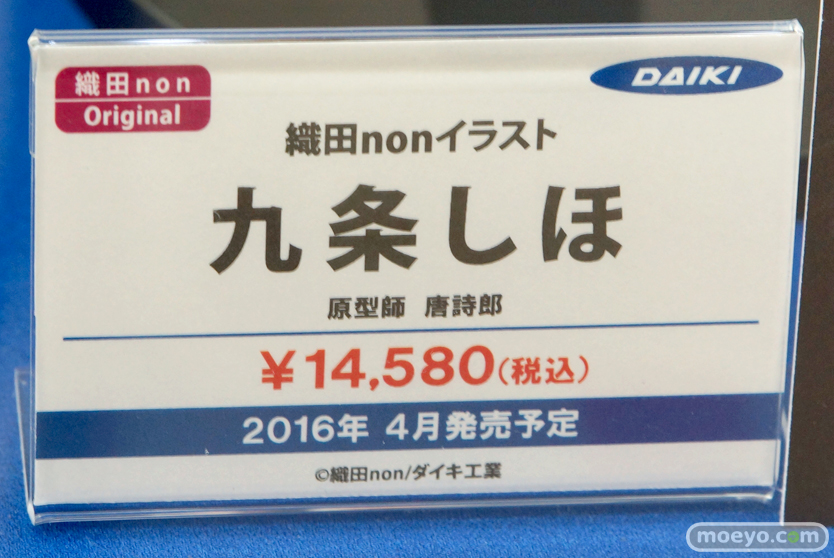 織田non
Original
DAIKI
織田nonイラスト
九条しほ
原型師 唐詩郎
￥14,580(税込)
2016年 4月発売予定
©織田non/ダイキ工業
moeyo.com